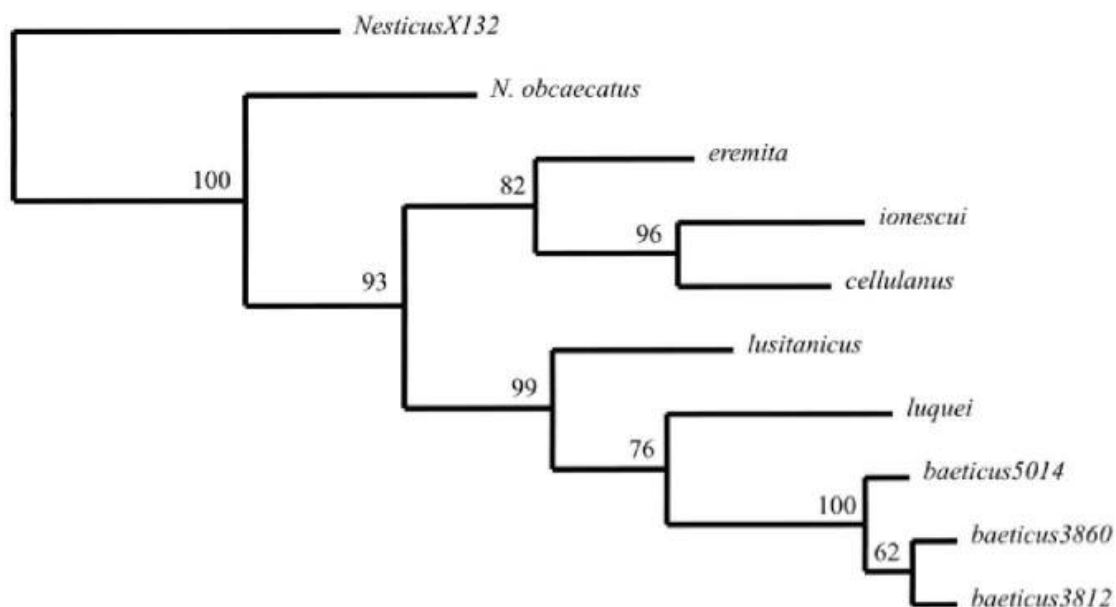 NesticusX132
N. obcaecatus
eremita
82
100
ionescui
96
cellulanus
93
lusitanicus
99
luquei
76
baeticus5014
100
baeticus3860
62
baeticus3812